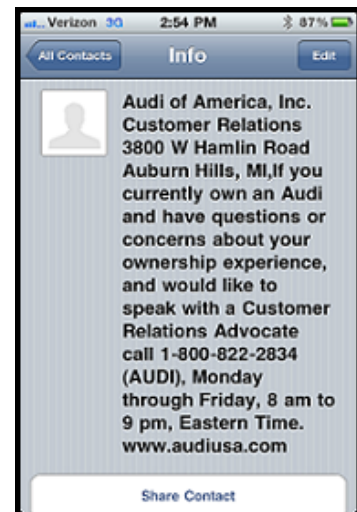 Verizon 3G 2:54 PM 87%
All Contacts Info Edit
Audi of America, Inc.
Customer Relations
3800 W Hamlin Road
Auburn Hills, MI,If you
currently own an Audi
and have questions or
concerns about your
ownership experience,
and would like to
speak with a Customer
Relations Advocate
call 1-800-822-2834
(AUDI), Monday
through Friday, 8 am to
9 pm, Eastern Time.
www.audiusa.com
Share Contact